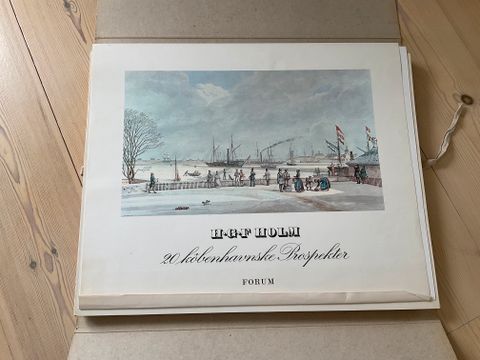 H·G·F HOLM
20 københavnske Prospekter
FORUM